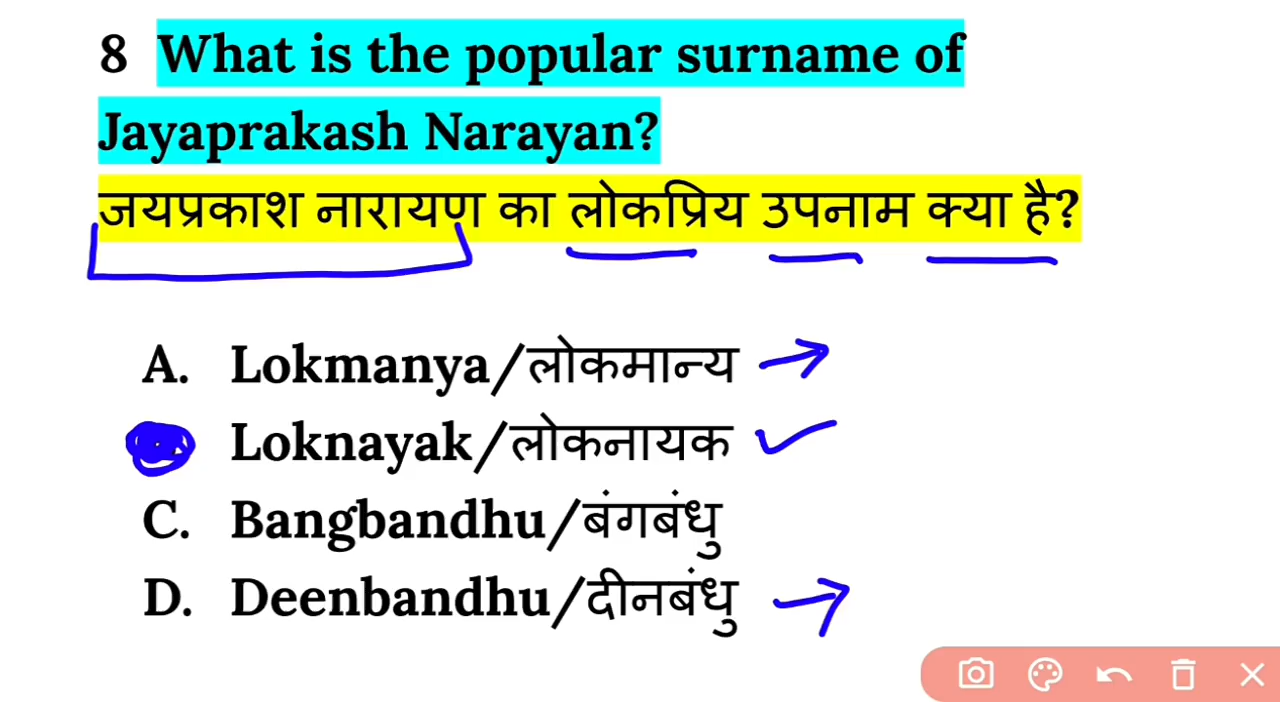 8 What is the popular surname of
Jayaprakash Narayan?
जयप्रकाश नारायण का लोकप्रिय उपनाम क्या है?
A. Lokmanya/लोकमान्य
Loknayak/लोकनायक
C. Bangbandhu/बंगबंधु
D. Deenbandhu/दीनबंधु